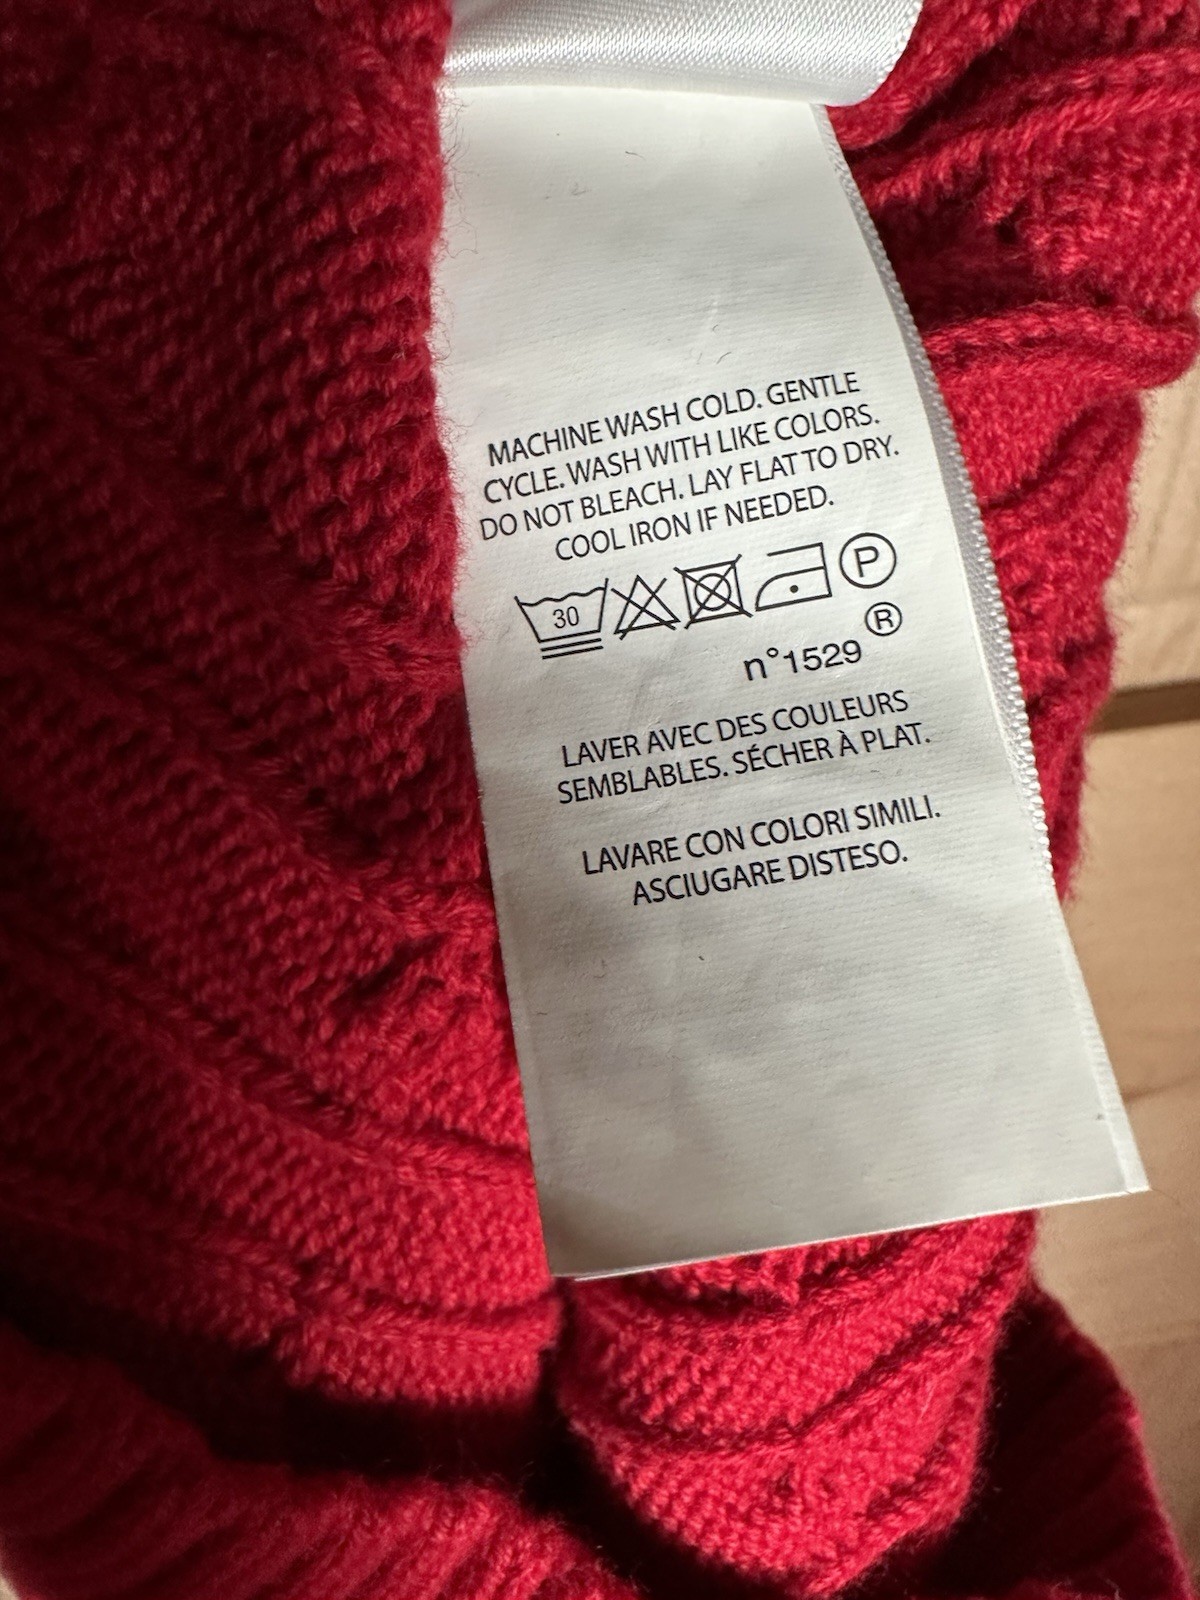 MACHINE WASH COLD. GENTLE
CYCLE. WASH WITH LIKE COLORS.
DO NOT BLEACH. LAY FLAT TO DRY.
COOL IRON IF NEEDED.
30 P
n°1529 ®
LAVER AVEC DES COULEURS
SEMBLABLES. SÉCHER À PLAT.
LAVARE CON COLORI SIMILI.
ASCIUGARE DISTESO.